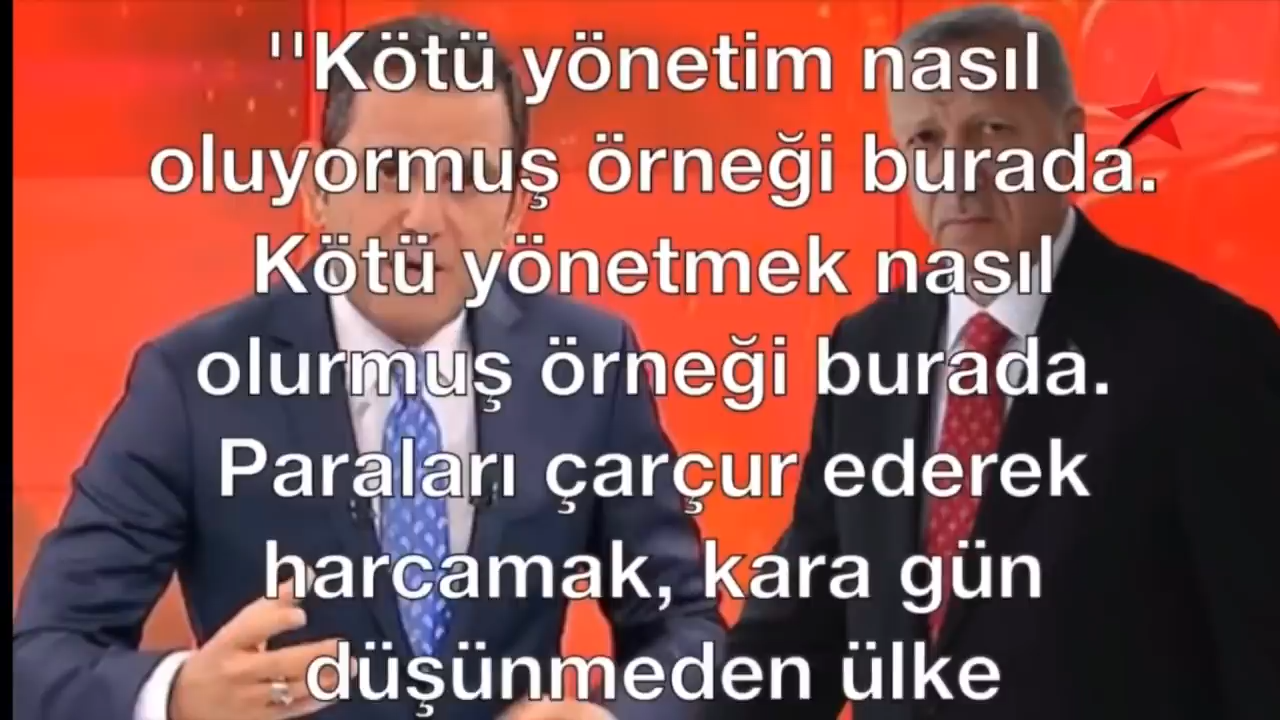 ''Kötü yönetim nasıl
oluyormuş örneği burada.
Kötü yönetmek nasıl
olurmuş örneği burada.
Paraları çarçur ederek
harcamak, kara gün
düşünmeden ülke